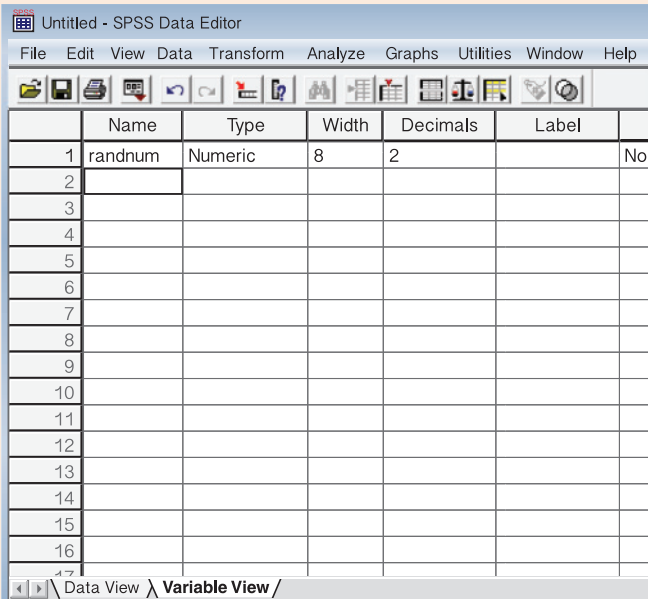 SPSS
Untitled - SPSS Data Editor
File Edit View Data Transform Analyze Graphs Utilities Window Help
Name Type Width Decimals Label
1 randnum Numeric 8 2 No
2
3
4
5
6
7
8
9
10
11
12
13
14
15
16
17
Data View Variable View